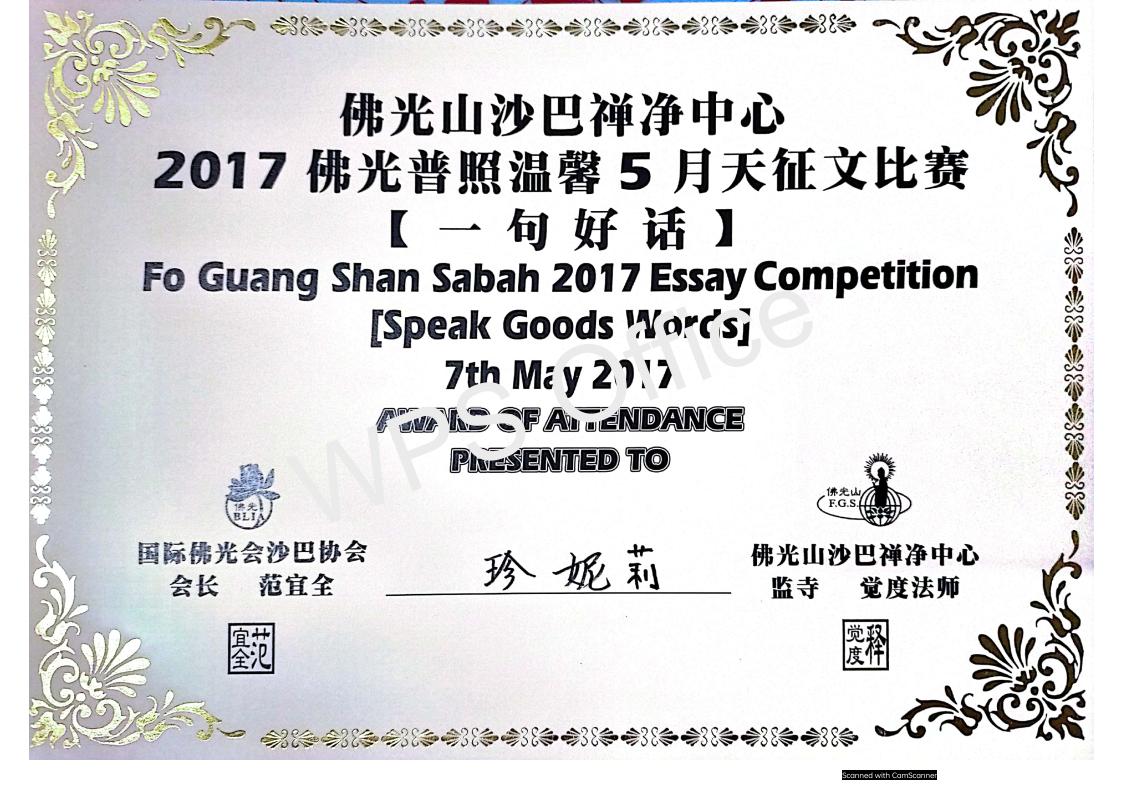 佛光山沙巴禅净中心
2017 佛光普照温馨 5 月天征文比赛
【一句好话】
Fo Guang Shan Sabah 2017 Essay Competition
[Speak Goods Words]
7th May 2017
AWARD OF ATTENDANCE
PRESENTED TO
WPS Office
佛光
BLIA
国际佛光会沙巴协会
会长 范宜全
范宜全
珍妮莉
佛光山
F.G.S.
佛光山沙巴禅净中心
监寺 觉度法师
释觉度
Scanned with CamScanner